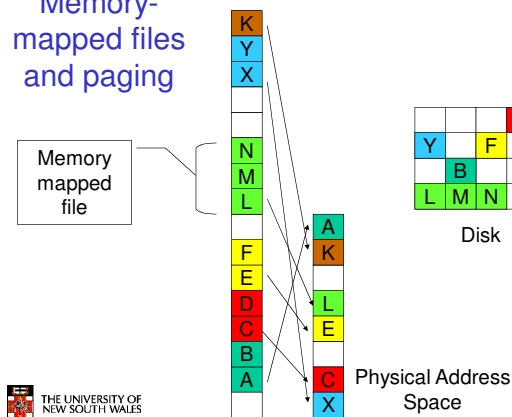 Memory-
mapped files
and paging
Memory
mapped
file
K
Y
X
N
M
L
F
E
D
C
B
A
A
K
L
E
C
X
Physical Address
Space
Y F
B
L M N
Disk
THE UNIVERSITY OF
NEW SOUTH WALES